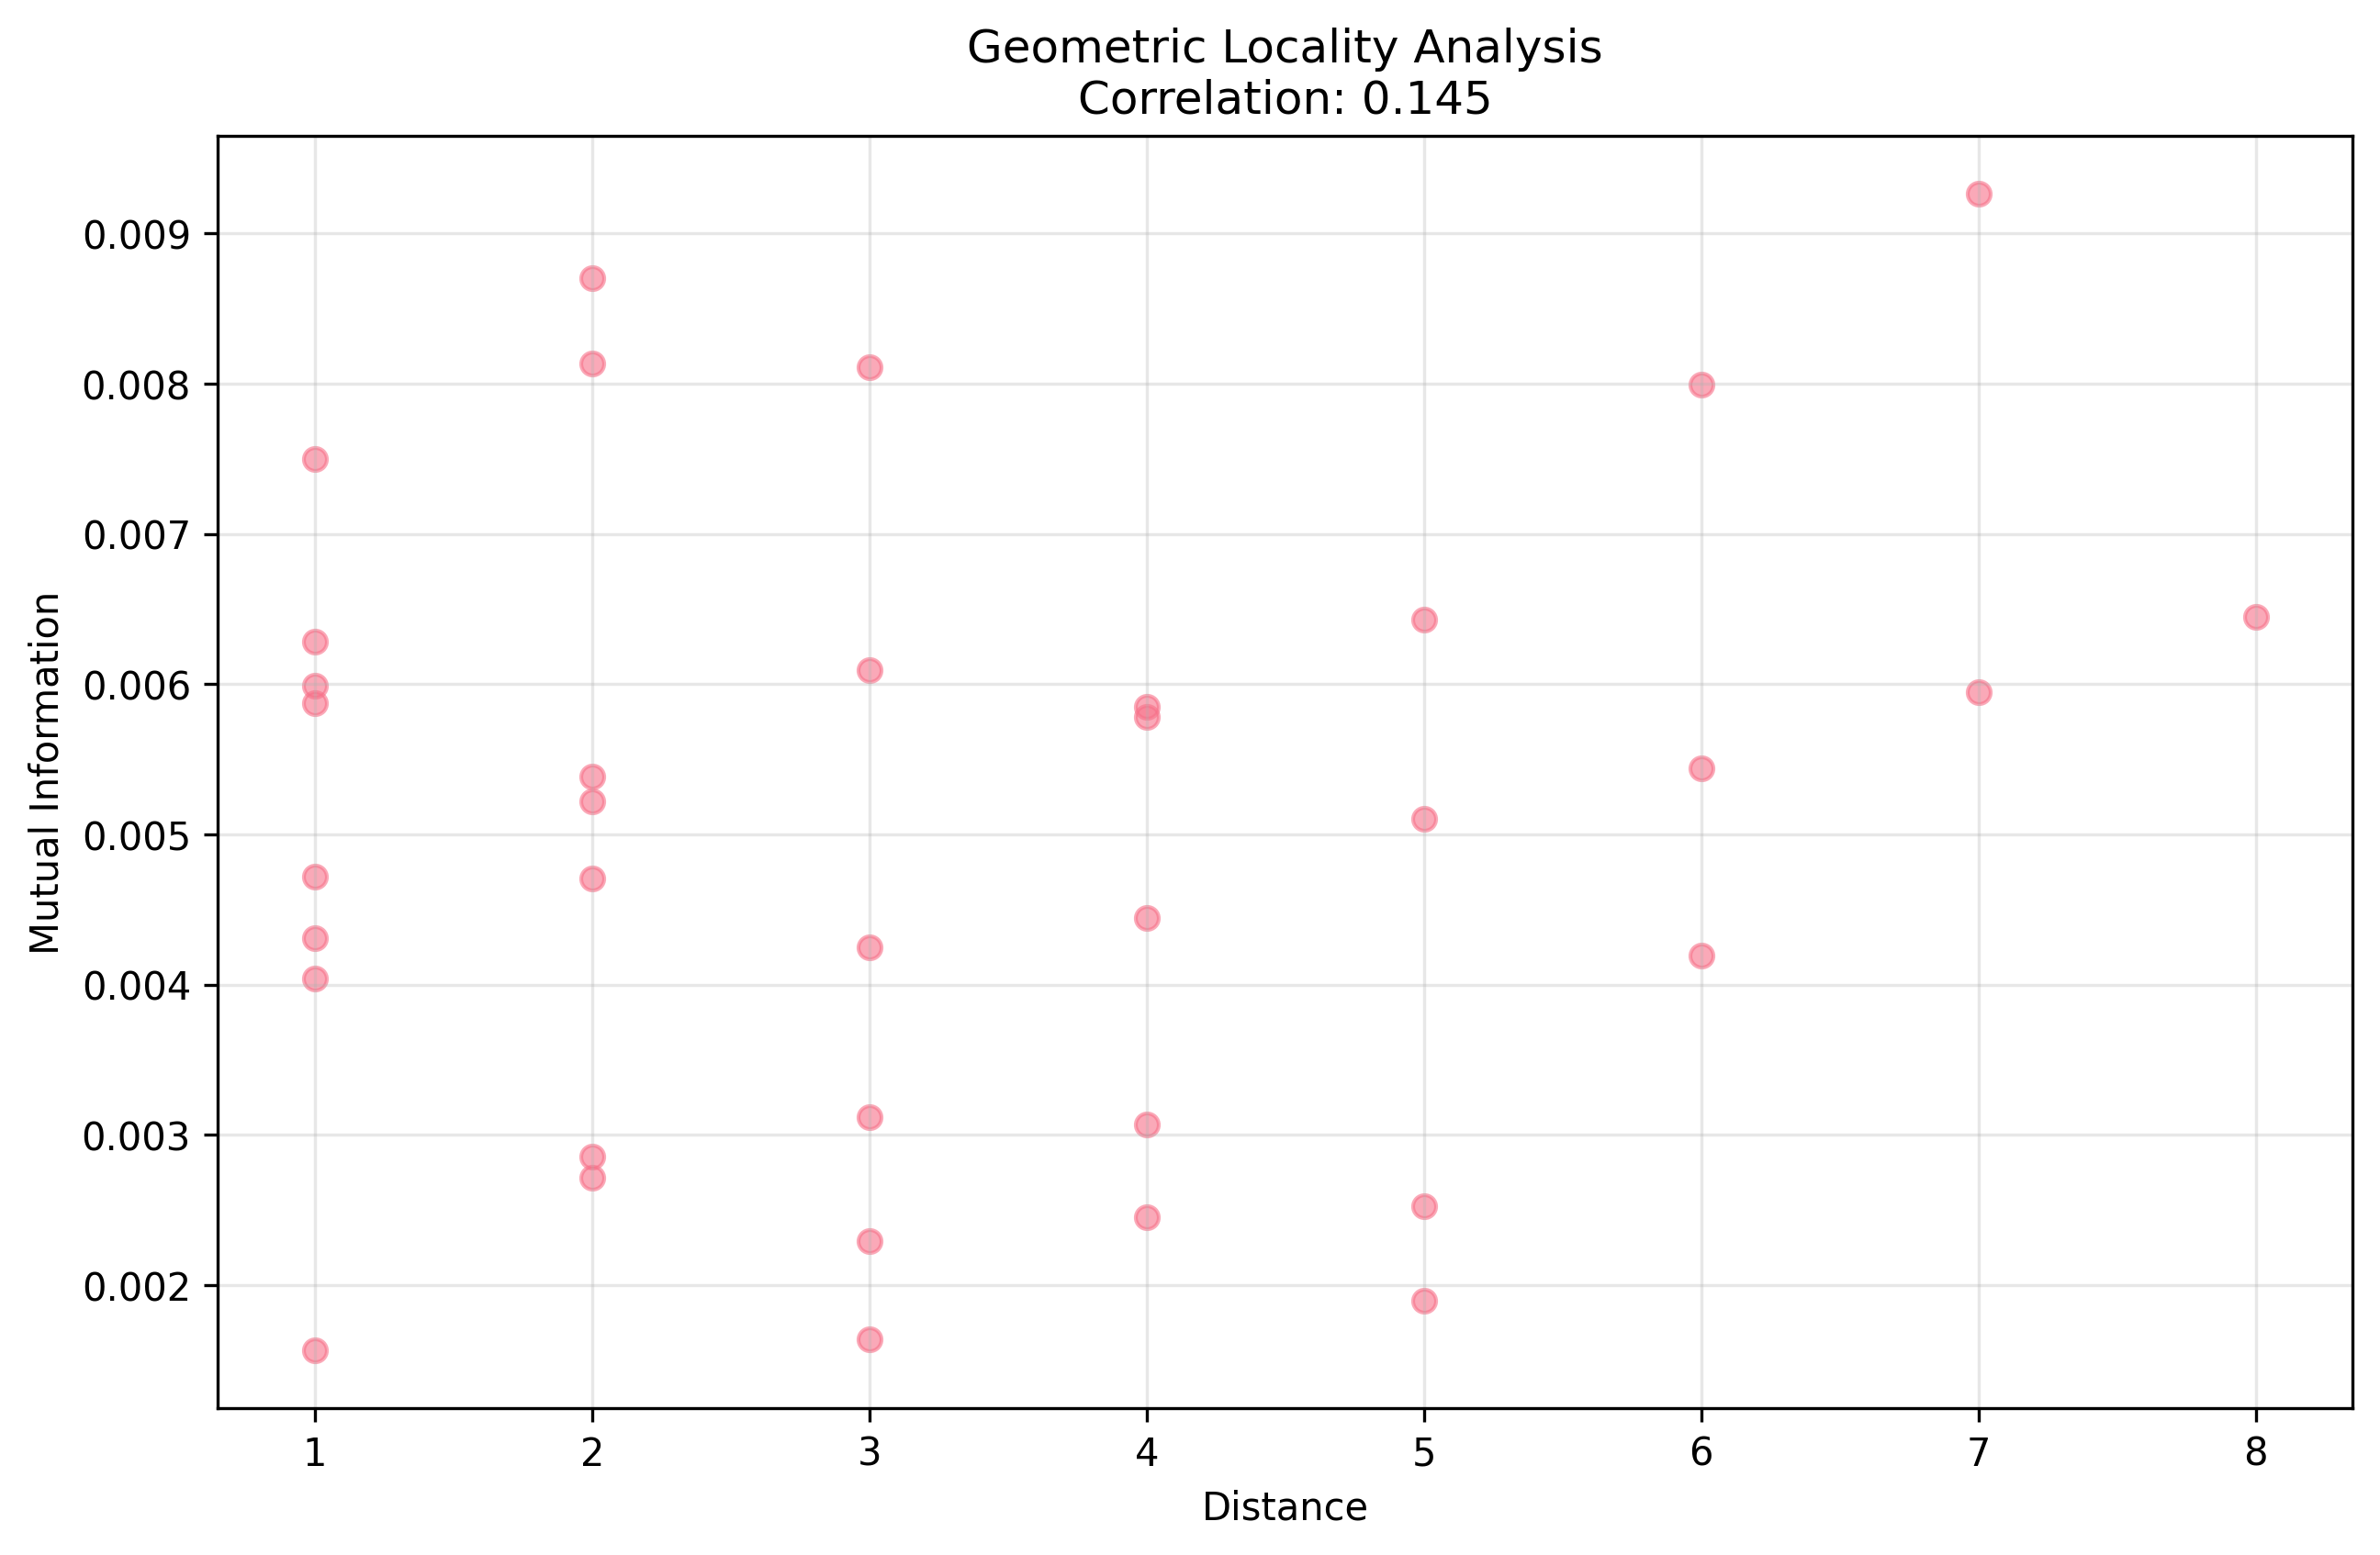 Geometric Locality Analysis
Correlation: 0.145
Mutual Information
0.009
0.008
0.007
0.006
0.005
0.004
0.003
0.002
1 2 3 4 5 6 7 8
Distance